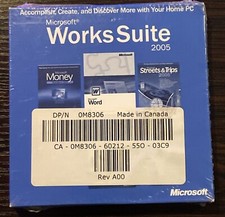 Accomplish, Create, and Discover More with Your Home PC
Microsoft
Works Suite
2005
Microsoft
Money
Streets & Trips
Word
DP/N 0M8306 Made in Canada
CA - 0M8306 - 60212 - 550 - 03C9
Rev A00
Microsoft